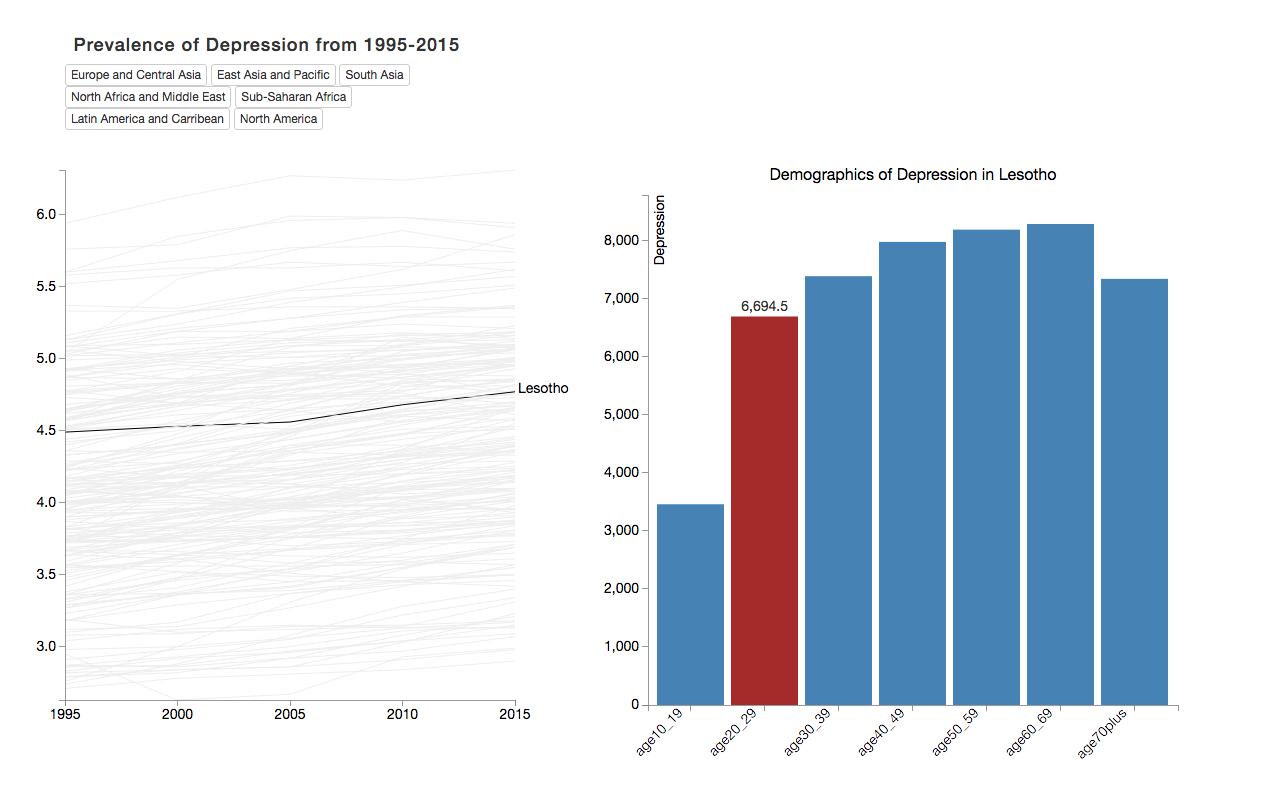 Prevalence of Depression from 1995-2015
Europe and Central Asia East Asia and Pacific South Asia
North Africa and Middle East Sub-Saharan Africa
Latin America and Carribean North America
6.0
5.5
5.0
4.5
4.0
3.5
3.0
1995 2000 2005 2010 2015
Lesotho
Demographics of Depression in Lesotho
Depression
8,000
7,000
6,000
5,000
4,000
3,000
2,000
1,000
0
6,694.5
age10_19 age20_29 age30_39 age40_49 age50_59 age60_69 age70plus